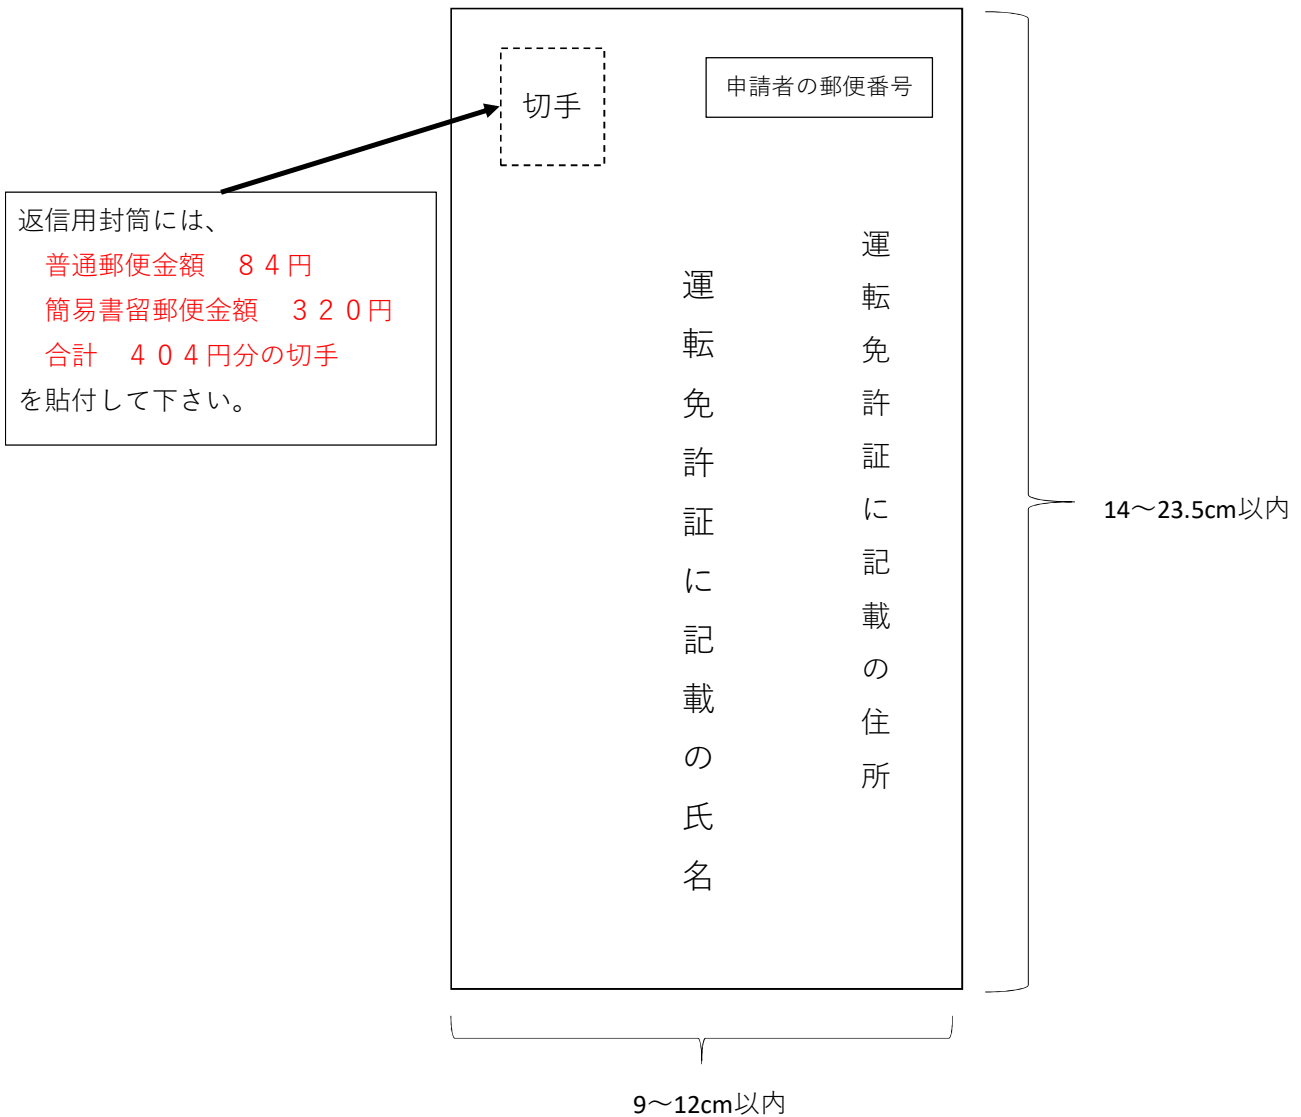 切手
申請者の郵便番号
返信用封筒には、
普通郵便金額　８４円
簡易書留郵便金額　３２０円
合計　４０４円分の切手
を貼付して下さい。
運転免許証に記載の住所
運転免許証に記載の氏名
14～23.5cm以内
9～12cm以内